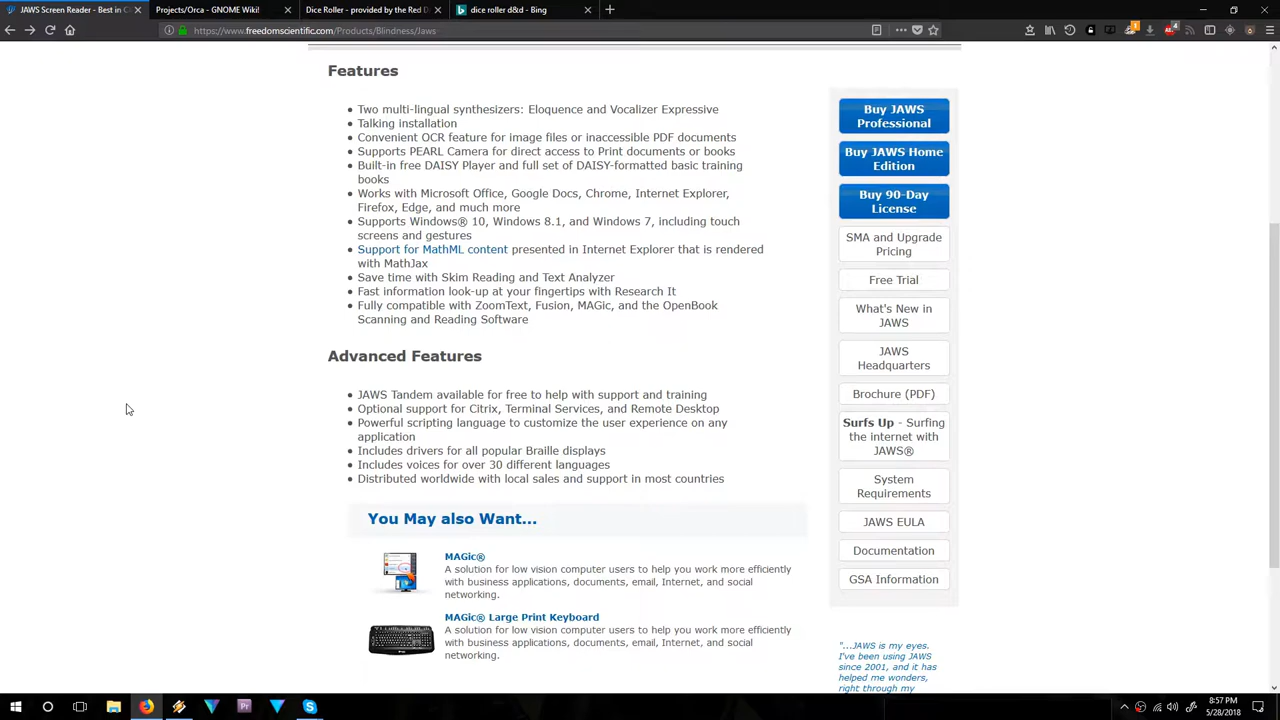 JAWS Screen Reader - Best in C
Projects/Orca - GNOME Wiki!
Dice Roller - provided by the Red D
dice roller d&d - Bing
https://www.freedomscientific.com/Products/Blindness/Jaws
Features
Two multi-lingual synthesizers: Eloquence and Vocalizer Expressive
Talking installation
Convenient OCR feature for image files or inaccessible PDF documents
Supports PEARL Camera for direct access to Print documents or books
Built-in free DAISY Player and full set of DAISY-formatted basic training
books
Works with Microsoft Office, Google Docs, Chrome, Internet Explorer,
Firefox, Edge, and much more
Supports Windows® 10, Windows 8.1, and Windows 7, including touch
screens and gestures
Support for MathML content presented in Internet Explorer that is rendered
with MathJax
Save time with Skim Reading and Text Analyzer
Fast information look-up at your fingertips with Research It
Fully compatible with ZoomText, Fusion, MAGic, and the OpenBook
Scanning and Reading Software
Advanced Features
JAWS Tandem available for free to help with support and training
Optional support for Citrix, Terminal Services, and Remote Desktop
Powerful scripting language to customize the user experience on any
application
Includes drivers for all popular Braille displays
Includes voices for over 30 different languages
Distributed worldwide with local sales and support in most countries
You May also Want...
MAGic®
A solution for low vision computer users to help you work more efficiently
with business applications, documents, email, Internet, and social
networking.
MAGic® Large Print Keyboard
A solution for low vision computer users to help you work more efficiently
with business applications, documents, email, Internet, and social
networking.
Buy JAWS
Professional
Buy JAWS Home
Edition
Buy 90-Day
License
SMA and Upgrade
Pricing
Free Trial
What's New in
JAWS
JAWS
Headquarters
Brochure (PDF)
Surfs Up - Surfing
the internet with
JAWS®
System
Requirements
JAWS EULA
Documentation
GSA Information
"...JAWS is my eyes.
I've been using JAWS
since 2001, and it has
helped me wonders,
right through my
8:57 PM
5/28/2018